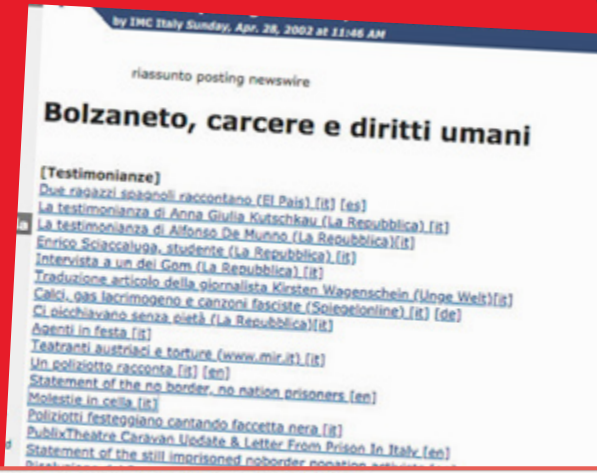 by IMC Italy Sunday, Apr. 28, 2002 at 11:46 AM
riassunto posting newswire
Bolzaneto, carcere e diritti umani
[Testimonianze]
Due ragazzi spagnoli raccontano (El Pais) [it] [es]
La testimonianza di Anna Giulia Kutschkau (La Repubblica) [it]
La testimonianza di Alfonso De Munno (La Repubblica)[it]
Enrico Sciaccaluga, studente (La Repubblica) [it]
Intervista a un dei Gom (La Repubblica) [it]
Traduzione articolo della giornalista Kirsten Wagenschein (Unge Welt)[it]
Calci, gas lacrimogeno e canzoni fasciste (Spiegelonline) [it] [de]
Ci picchiavano senza pietà (La Repubblica)[it]
Agenti in festa [it]
Teatranti austriaci e torture (www.mir.it) [it]
Un poliziotto racconta [it] [en]
Statement of the no border, no nation prisoners [en]
Molestie in cella [it]
Poliziotti festeggiano cantando faccetta nera [it]
PublixTheatre Caravan Update & Letter From Prison In Italy [en]
Statement of the still imprisoned noborder nonation